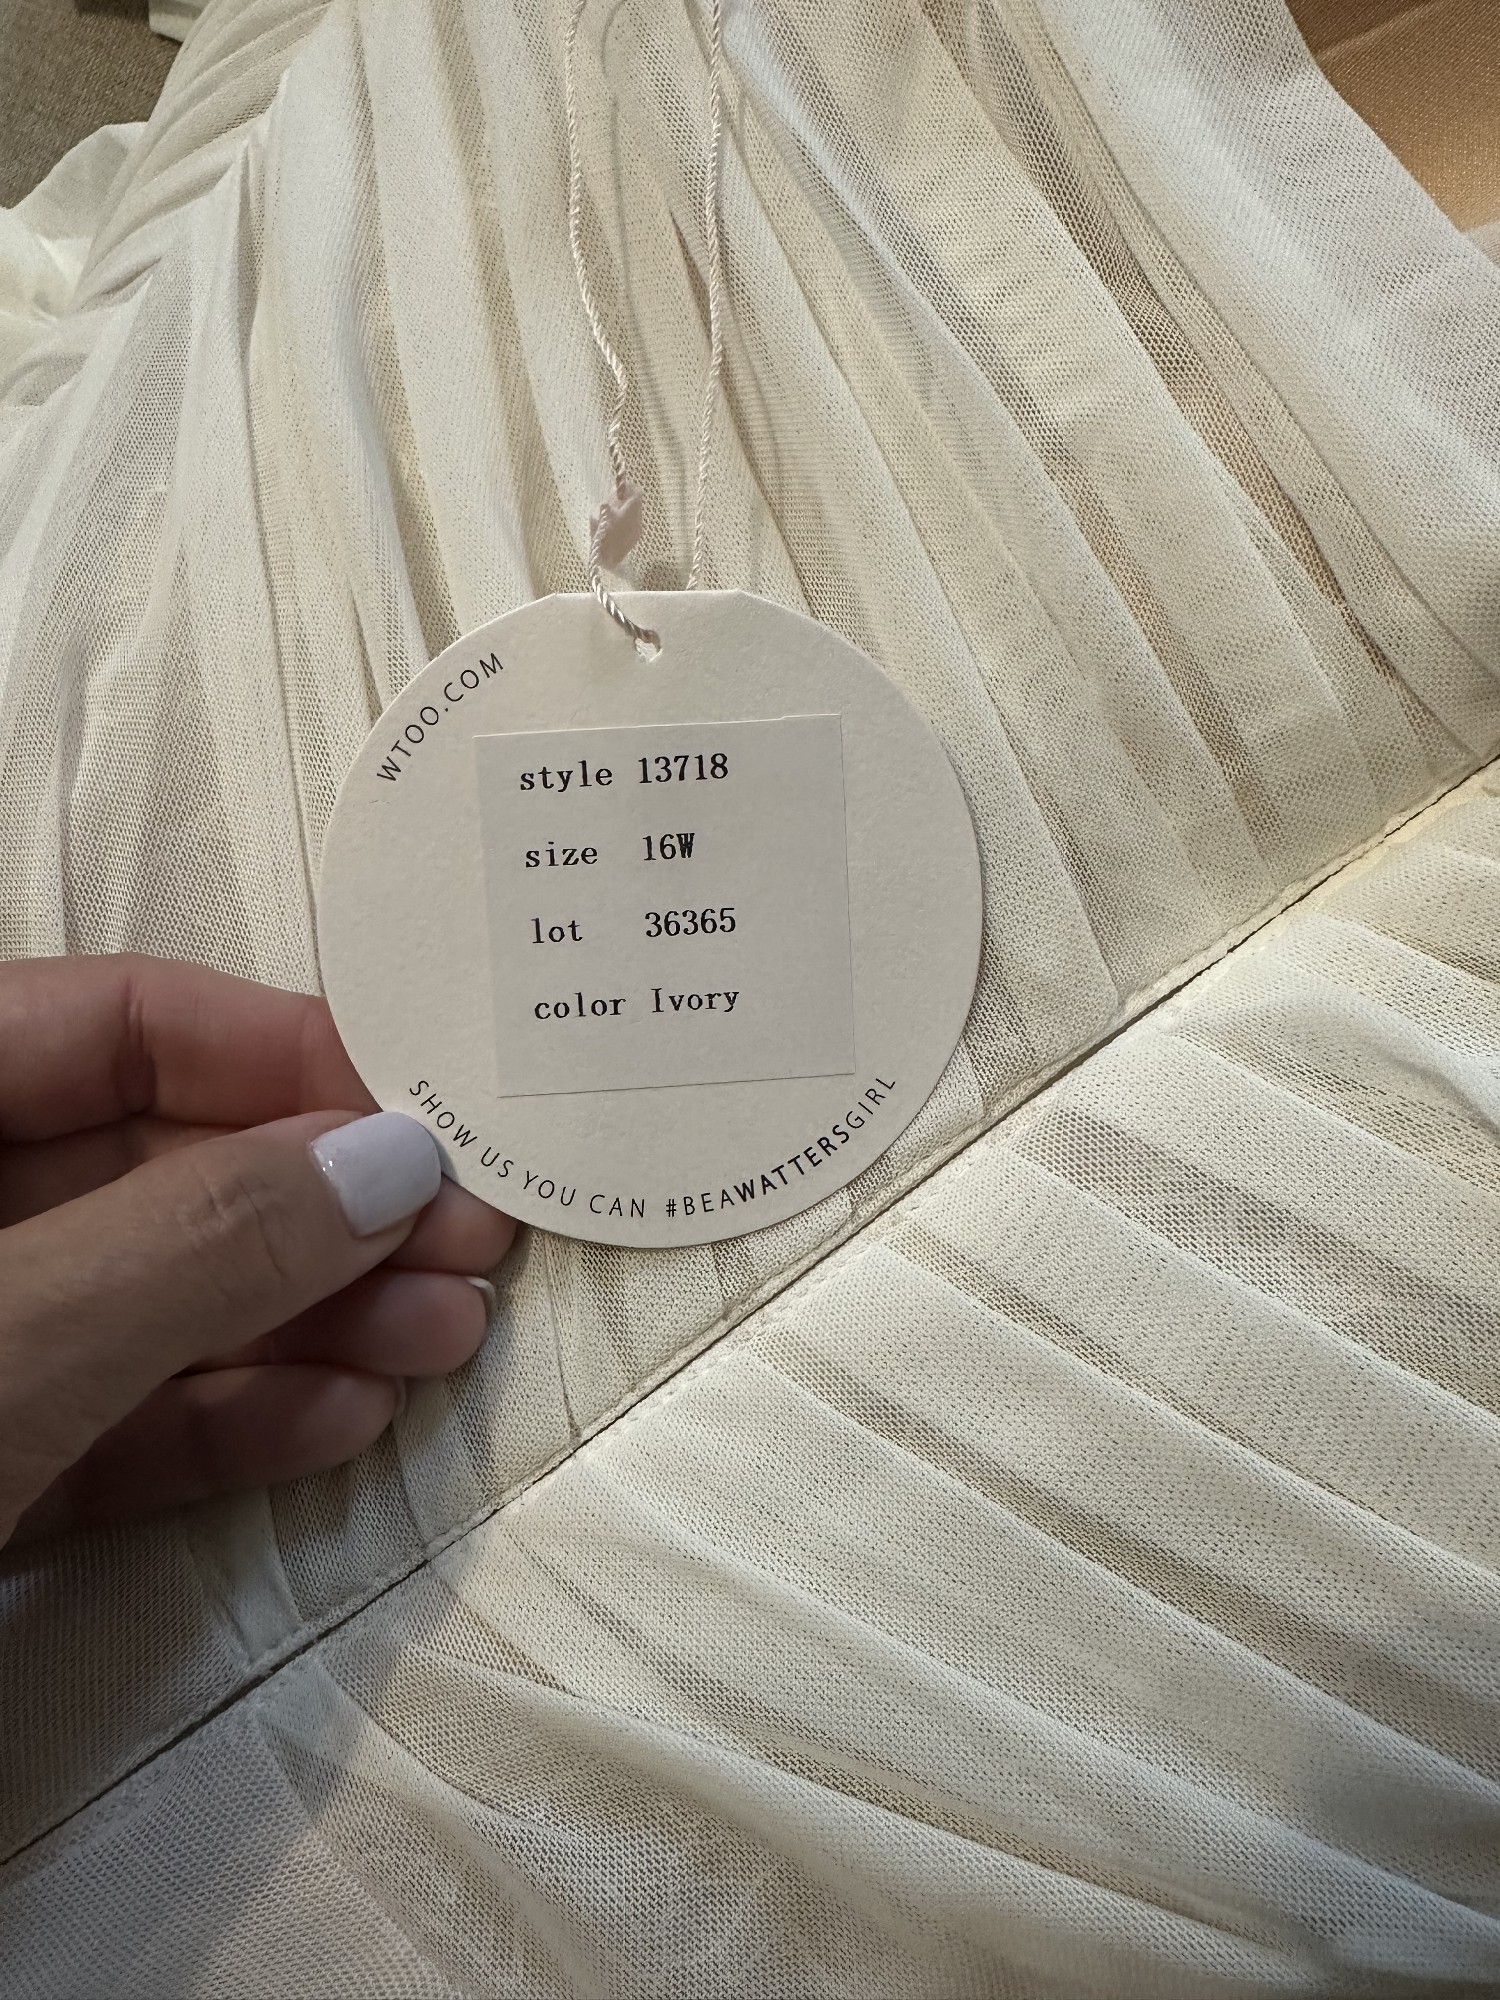 WTOO.COM
style 13718
size 16W
lot 36365
color Ivory
SHOW US YOU CAN #BEAWATTERSGIRL